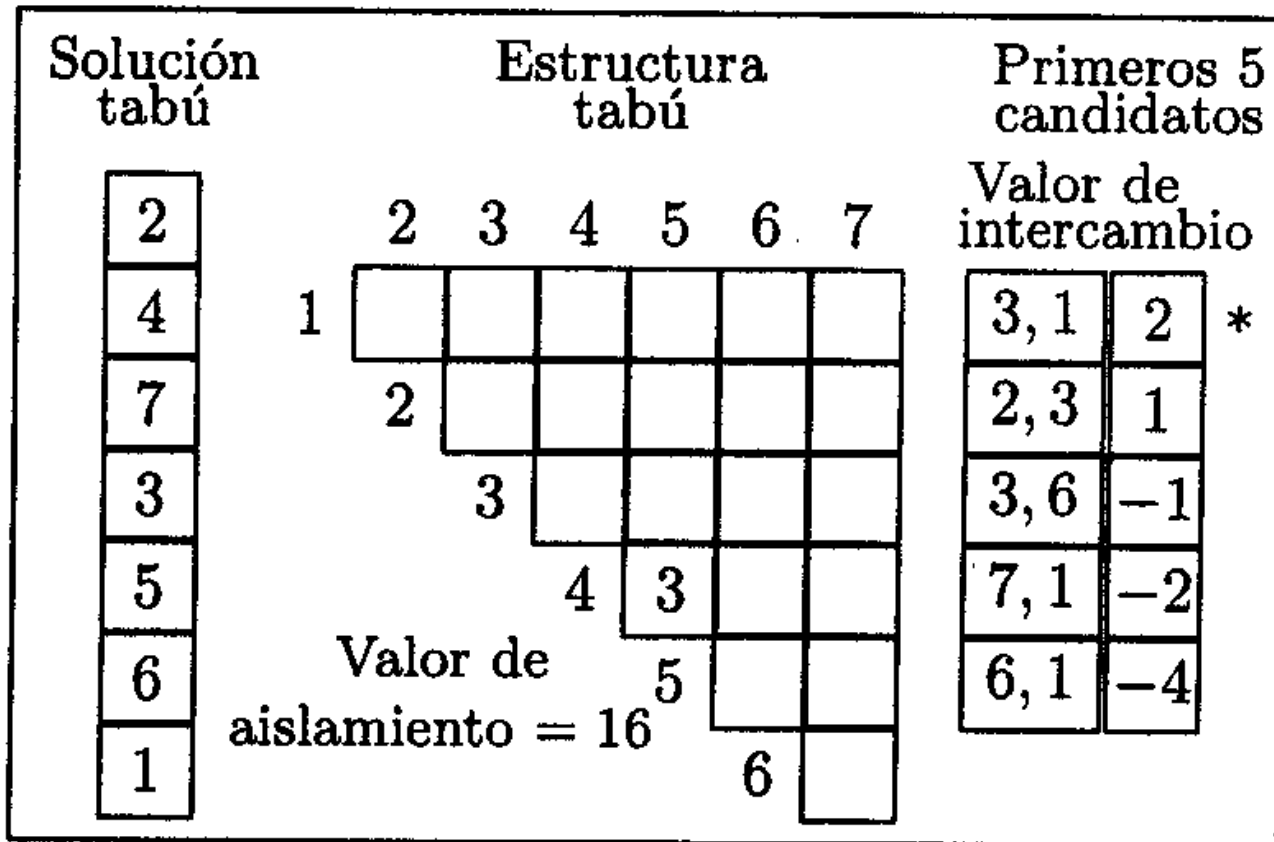 Solución
tabú
Estructura
tabú
Primeros 5
candidatos
Valor de
intercambio
2
4
7
3
5
6
1
2 3 4 5 6 7
1
2
3
4 3
5
6
Valor de
aislamiento = 16
3, 1 2 *
2, 3 1
3, 6 −1
7, 1 −2
6, 1 −4